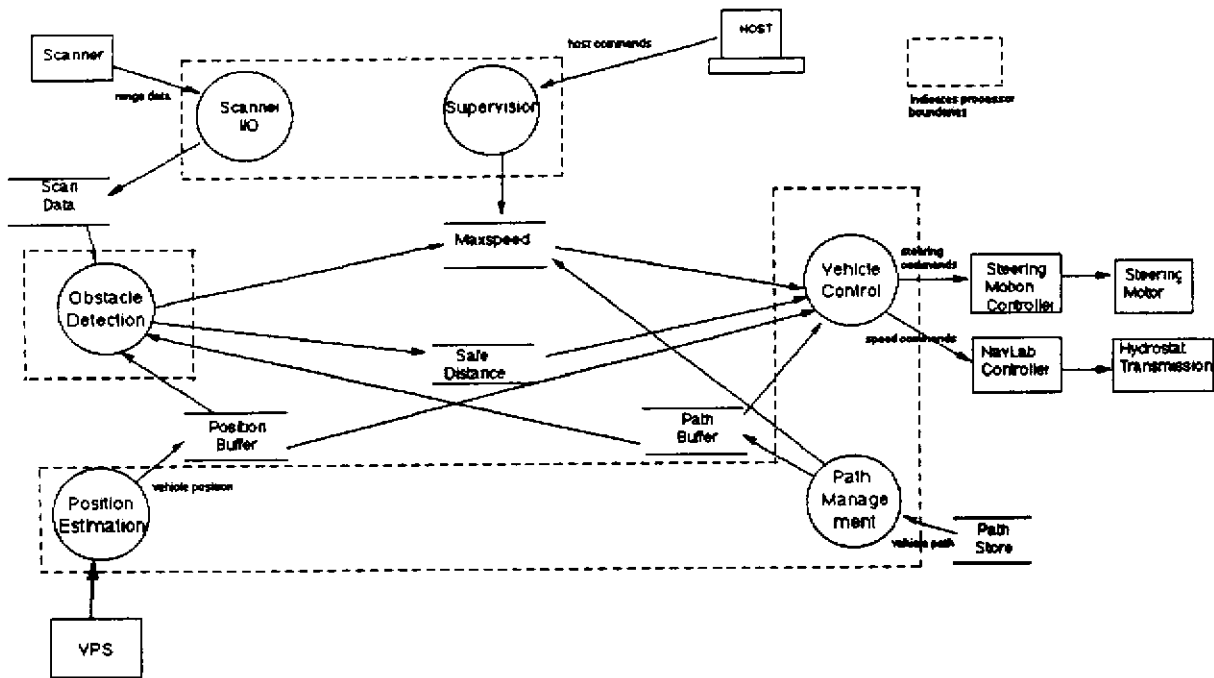 Scanner
range data
Scanner
I/O
Supervision
host commands
HOST
Indicates processor
boundaries
Scan
Data
Maxspeed
Obstacle
Detection
Safe
Distance
Vehicle
Control
steering
commands
Steering
Motion
Controller
Steering
Motor
speed commands
NavLab
Controller
Hydrostat
Transmission
Position
Buffer
Path
Buffer
vehicle position
Position
Estimation
Path
Manage
ment
vehicle path
Path
Store
VPS